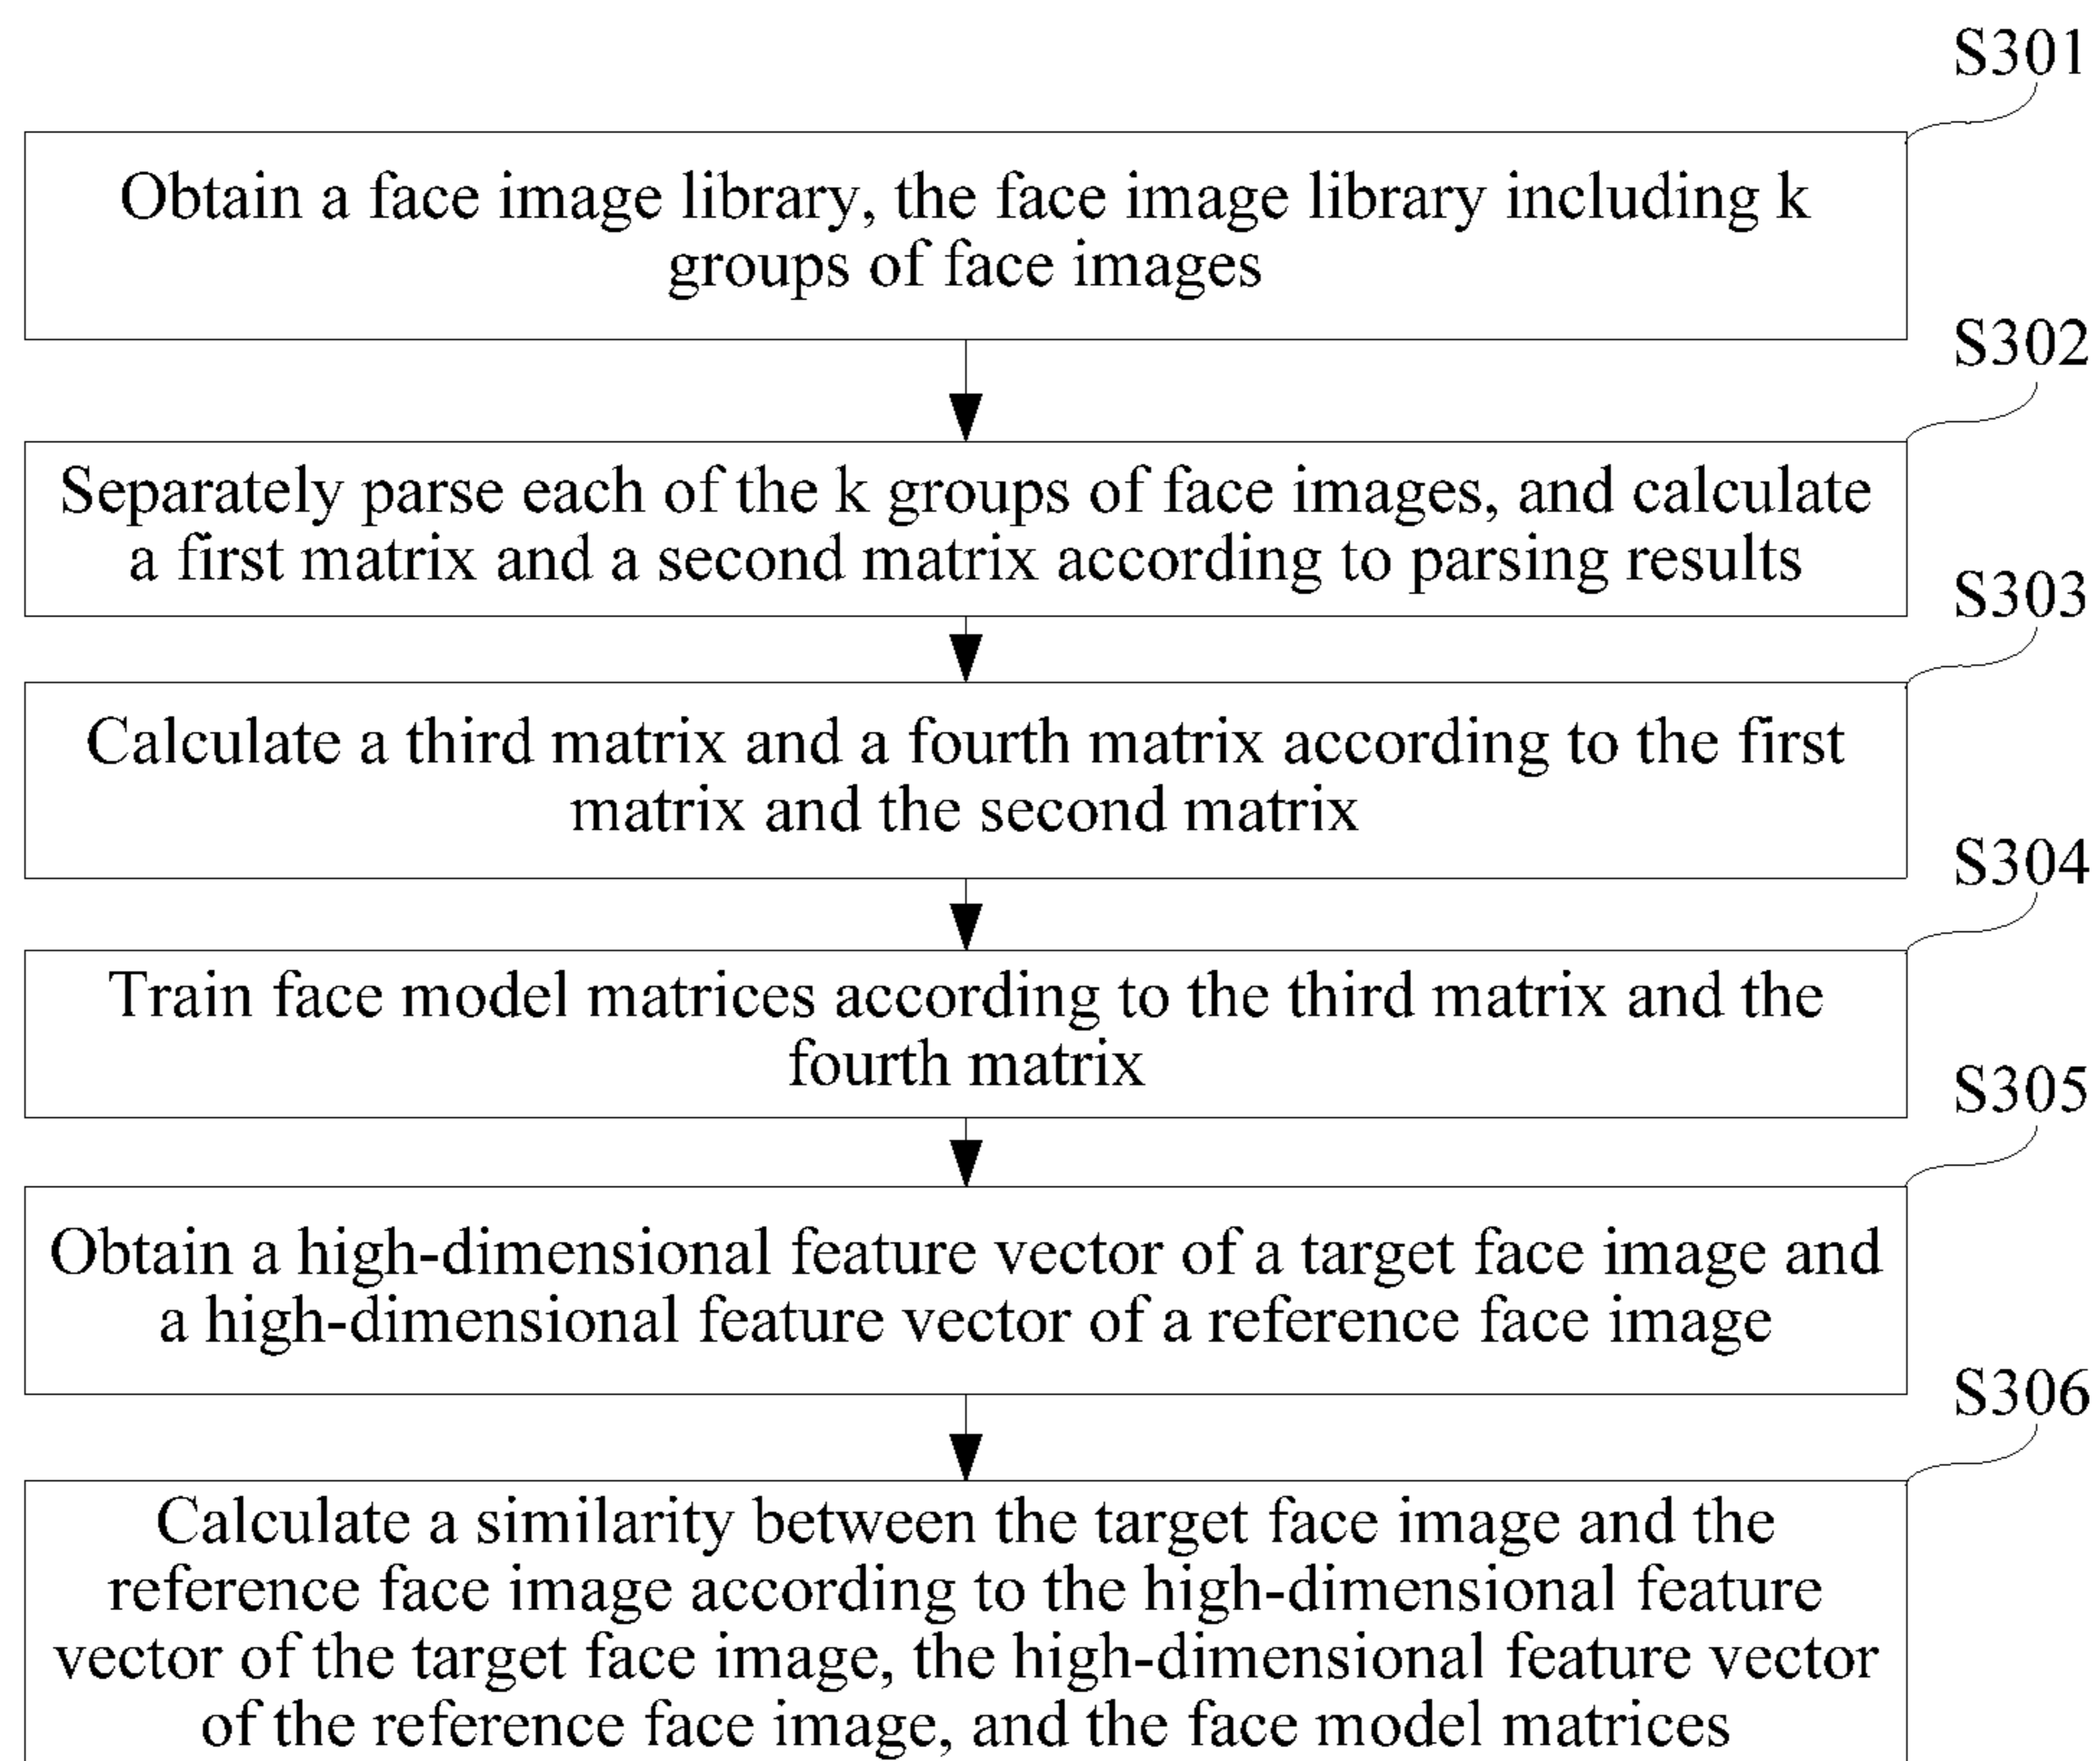 S301
Obtain a face image library, the face image library including k
groups of face images
S302
Separately parse each of the k groups of face images, and calculate
a first matrix and a second matrix according to parsing results
S303
Calculate a third matrix and a fourth matrix according to the first
matrix and the second matrix
S304
Train face model matrices according to the third matrix and the
fourth matrix
S305
Obtain a high-dimensional feature vector of a target face image and
a high-dimensional feature vector of a reference face image
S306
Calculate a similarity between the target face image and the
reference face image according to the high-dimensional feature
vector of the target face image, the high-dimensional feature vector
of the reference face image, and the face model matrices